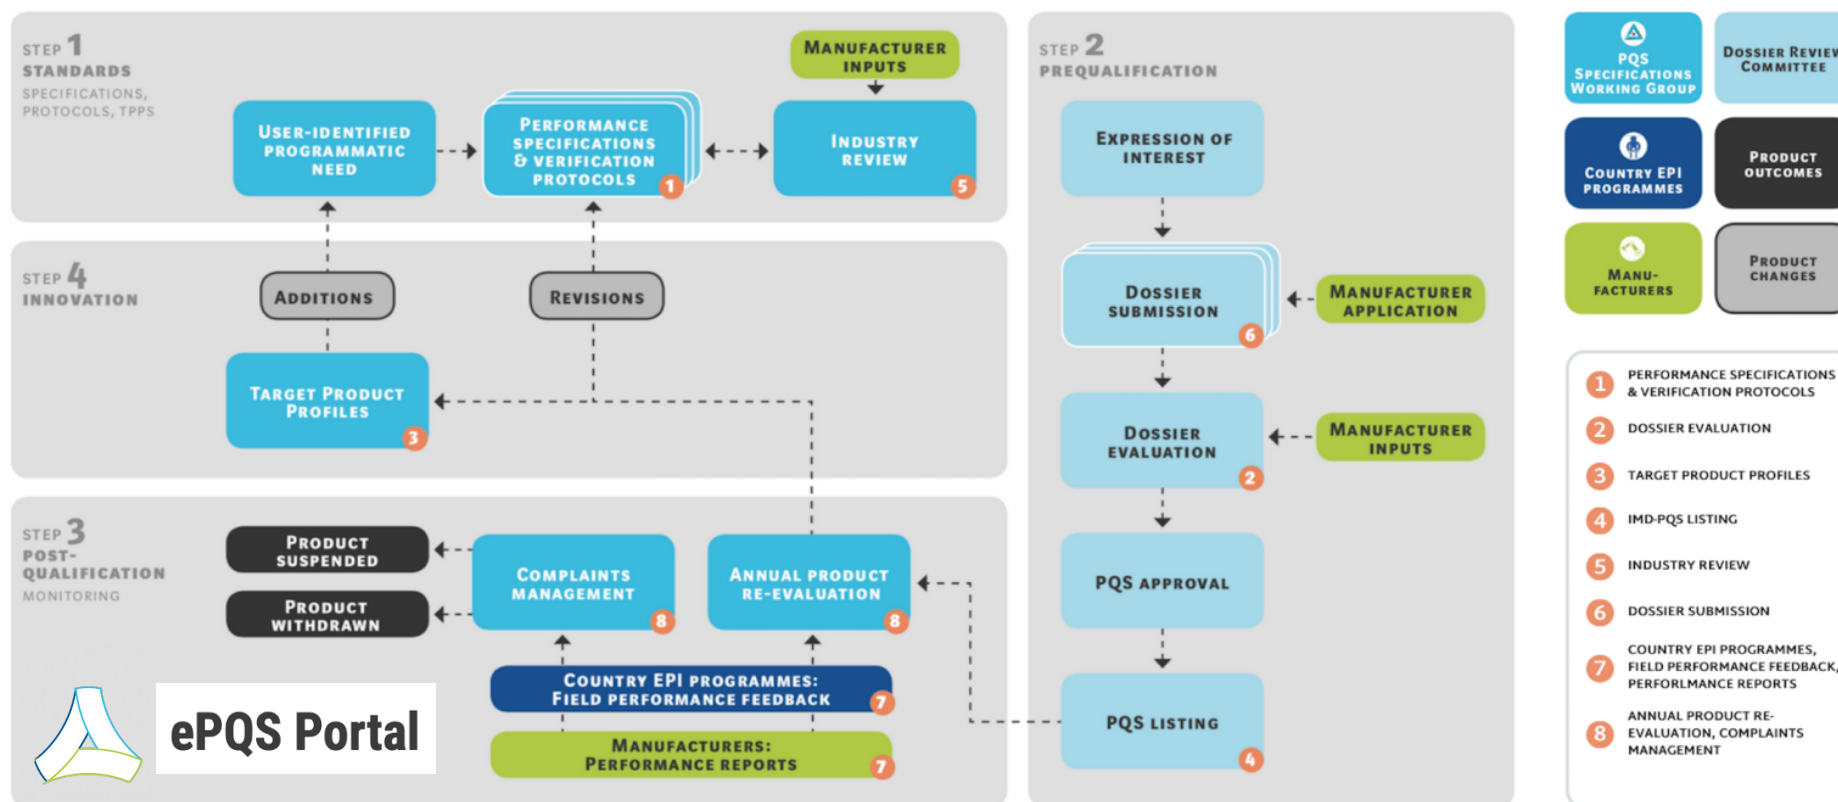 STEP 1
STANDARDS
SPECIFICATIONS,
PROTOCOLS, TPPS
MANUFACTURER
INPUTS
USER-IDENTIFIED
PROGRAMMATIC
NEED
PERFORMANCE
SPECIFICATIONS
& VERIFICATION
PROTOCOLS
1
INDUSTRY
REVIEW
5
STEP 4
INNOVATION
ADDITIONS
REVISIONS
TARGET PRODUCT
PROFILES
3
STEP 3
POST-
QUALIFICATION
MONITORING
PRODUCT
SUSPENDED
PRODUCT
WITHDRAWN
COMPLAINTS
MANAGEMENT
8
ANNUAL PRODUCT
RE-EVALUATION
8
COUNTRY EPI PROGRAMMES:
FIELD PERFORMANCE FEEDBACK
7
MANUFACTURERS:
PERFORMANCE REPORTS
7
ePQS Portal
STEP 2
PREQUALIFICATION
EXPRESSION OF
INTEREST
DOSSIER
SUBMISSION
6
MANUFACTURER
APPLICATION
DOSSIER
EVALUATION
2
MANUFACTURER
INPUTS
PQS APPROVAL
PQS LISTING
4
PQS
SPECIFICATIONS
WORKING GROUP
DOSSIER REVIEW
COMMITTEE
COUNTRY EPI
PROGRAMMES
PRODUCT
OUTCOMES
MANU-
FACTURERS
PRODUCT
CHANGES
1 PERFORMANCE SPECIFICATIONS
& VERIFICATION PROTOCOLS
2 DOSSIER EVALUATION
3 TARGET PRODUCT PROFILES
4 IMD-PQS LISTING
5 INDUSTRY REVIEW
6 DOSSIER SUBMISSION
7 COUNTRY EPI PROGRAMMES,
FIELD PERFORMANCE FEEDBACK,
PERFORLMANCE REPORTS
8 ANNUAL PRODUCT RE-
EVALUATION, COMPLAINTS
MANAGEMENT